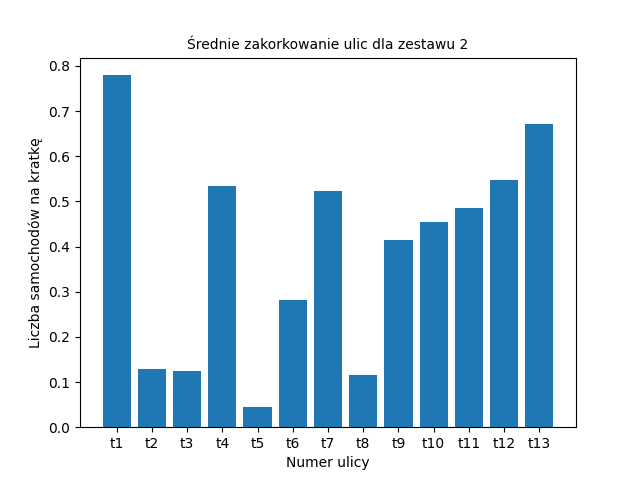 Średnie zakorkowanie ulic dla zestawu 2
Liczba samochodów na kratkę
0.8
0.7
0.6
0.5
0.4
0.3
0.2
0.1
0.0
t1 t2 t3 t4 t5 t6 t7 t8 t9 t10 t11 t12 t13
Numer ulicy